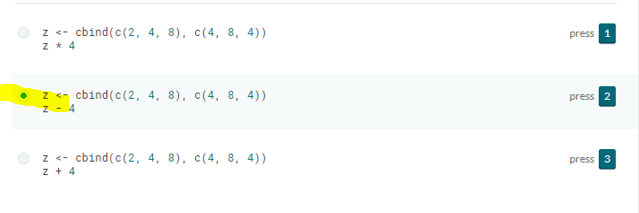 z <- cbind(c(2, 4, 8), c(4, 8, 4))
z * 4
press 1
z <- cbind(c(2, 4, 8), c(4, 8, 4))
z - 4
press 2
z <- cbind(c(2, 4, 8), c(4, 8, 4))
z + 4
press 3